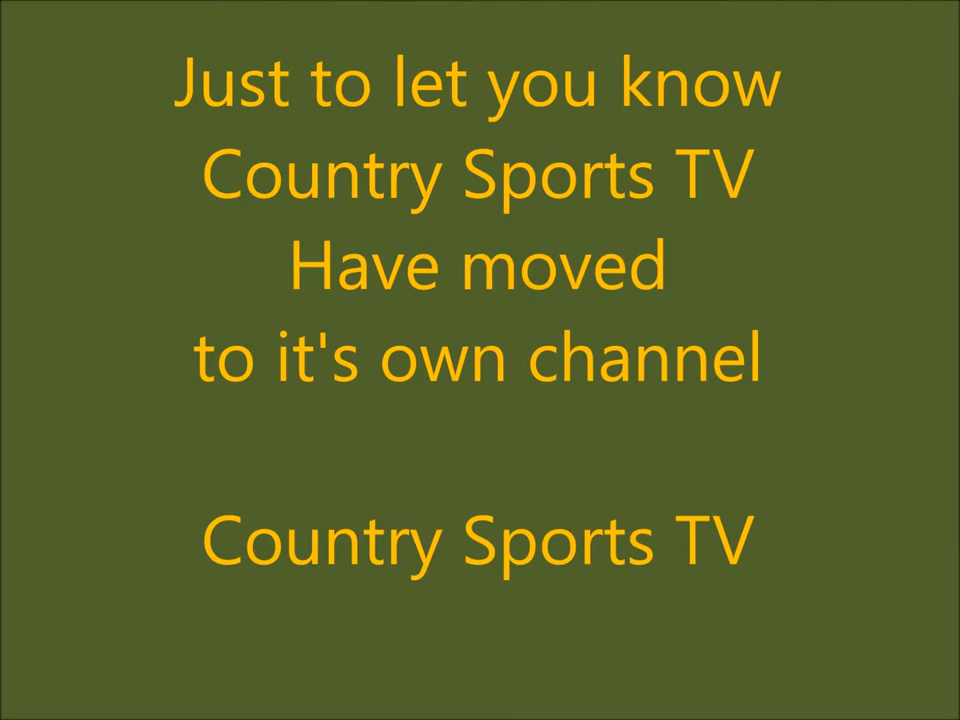 Just to let you know
Country Sports TV
Have moved
to it's own channel
Country Sports TV